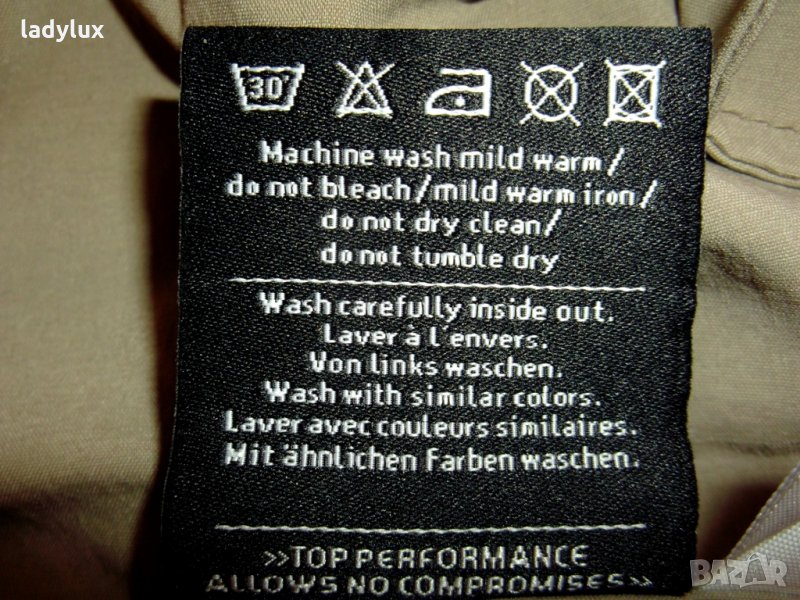 ladylux
30
Machine wash mild warm/
do not bleach/mild warm iron/
do not dry clean/
do not tumble dry
Wash carefully inside out.
Laver à l'envers.
Von links waschen.
Wash with similar colors.
Laver avec couleurs similaires.
Mit ähnlichen Farben waschen.
»TOP PERFORMANCE
ALLOWS NO COMPROMISES»
BAZAR